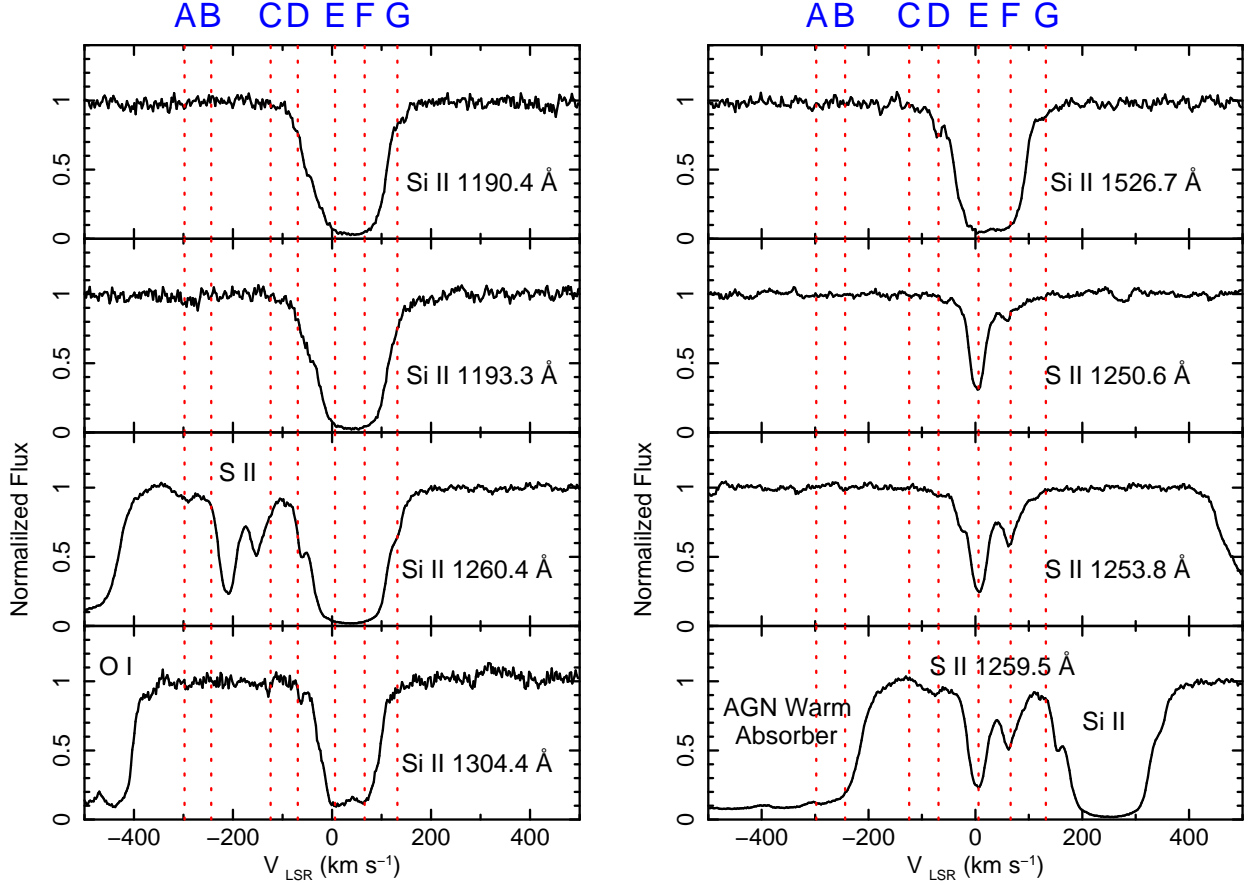 A B C D E F G
A B C D E F G
1
0.5
0
Si II 1190.4 Å
1
0.5
0
Si II 1193.3 Å
1
0.5
0
S II
Si II 1260.4 Å
1
0.5
0
O I
Si II 1304.4 Å
−400 −200 0 200 400
V LSR (km s⁻¹)
Normalilzed Flux
1
0.5
0
Si II 1526.7 Å
1
0.5
0
S II 1250.6 Å
1
0.5
0
S II 1253.8 Å
1
0.5
0
S II 1259.5 Å
AGN Warm
Absorber
Si II
−400 −200 0 200 400
V LSR (km s⁻¹)
Normalilzed Flux